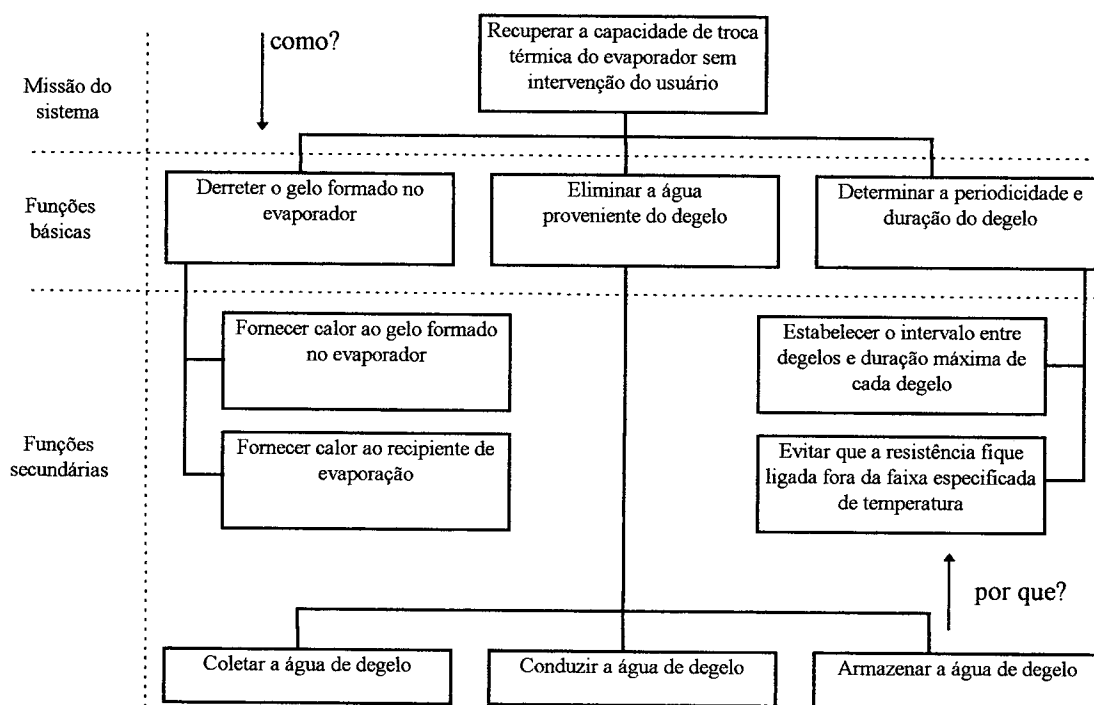 como?
Recuperar a capacidade de troca
térmica do evaporador sem
intervenção do usuário
Missão do
sistema
Derreter o gelo formado no
evaporador
Eliminar a água
proveniente do degelo
Determinar a periodicidade e
duração do degelo
Funções
básicas
Fornecer calor ao gelo formado
no evaporador
Estabelecer o intervalo entre
degelos e duração máxima de
cada degelo
Funções
secundárias
Fornecer calor ao recipiente de
evaporação
Evitar que a resistência fique
ligada fora da faixa especificada
de temperatura
por que?
Coletar a água de degelo
Conduzir a água de degelo
Armazenar a água de degelo